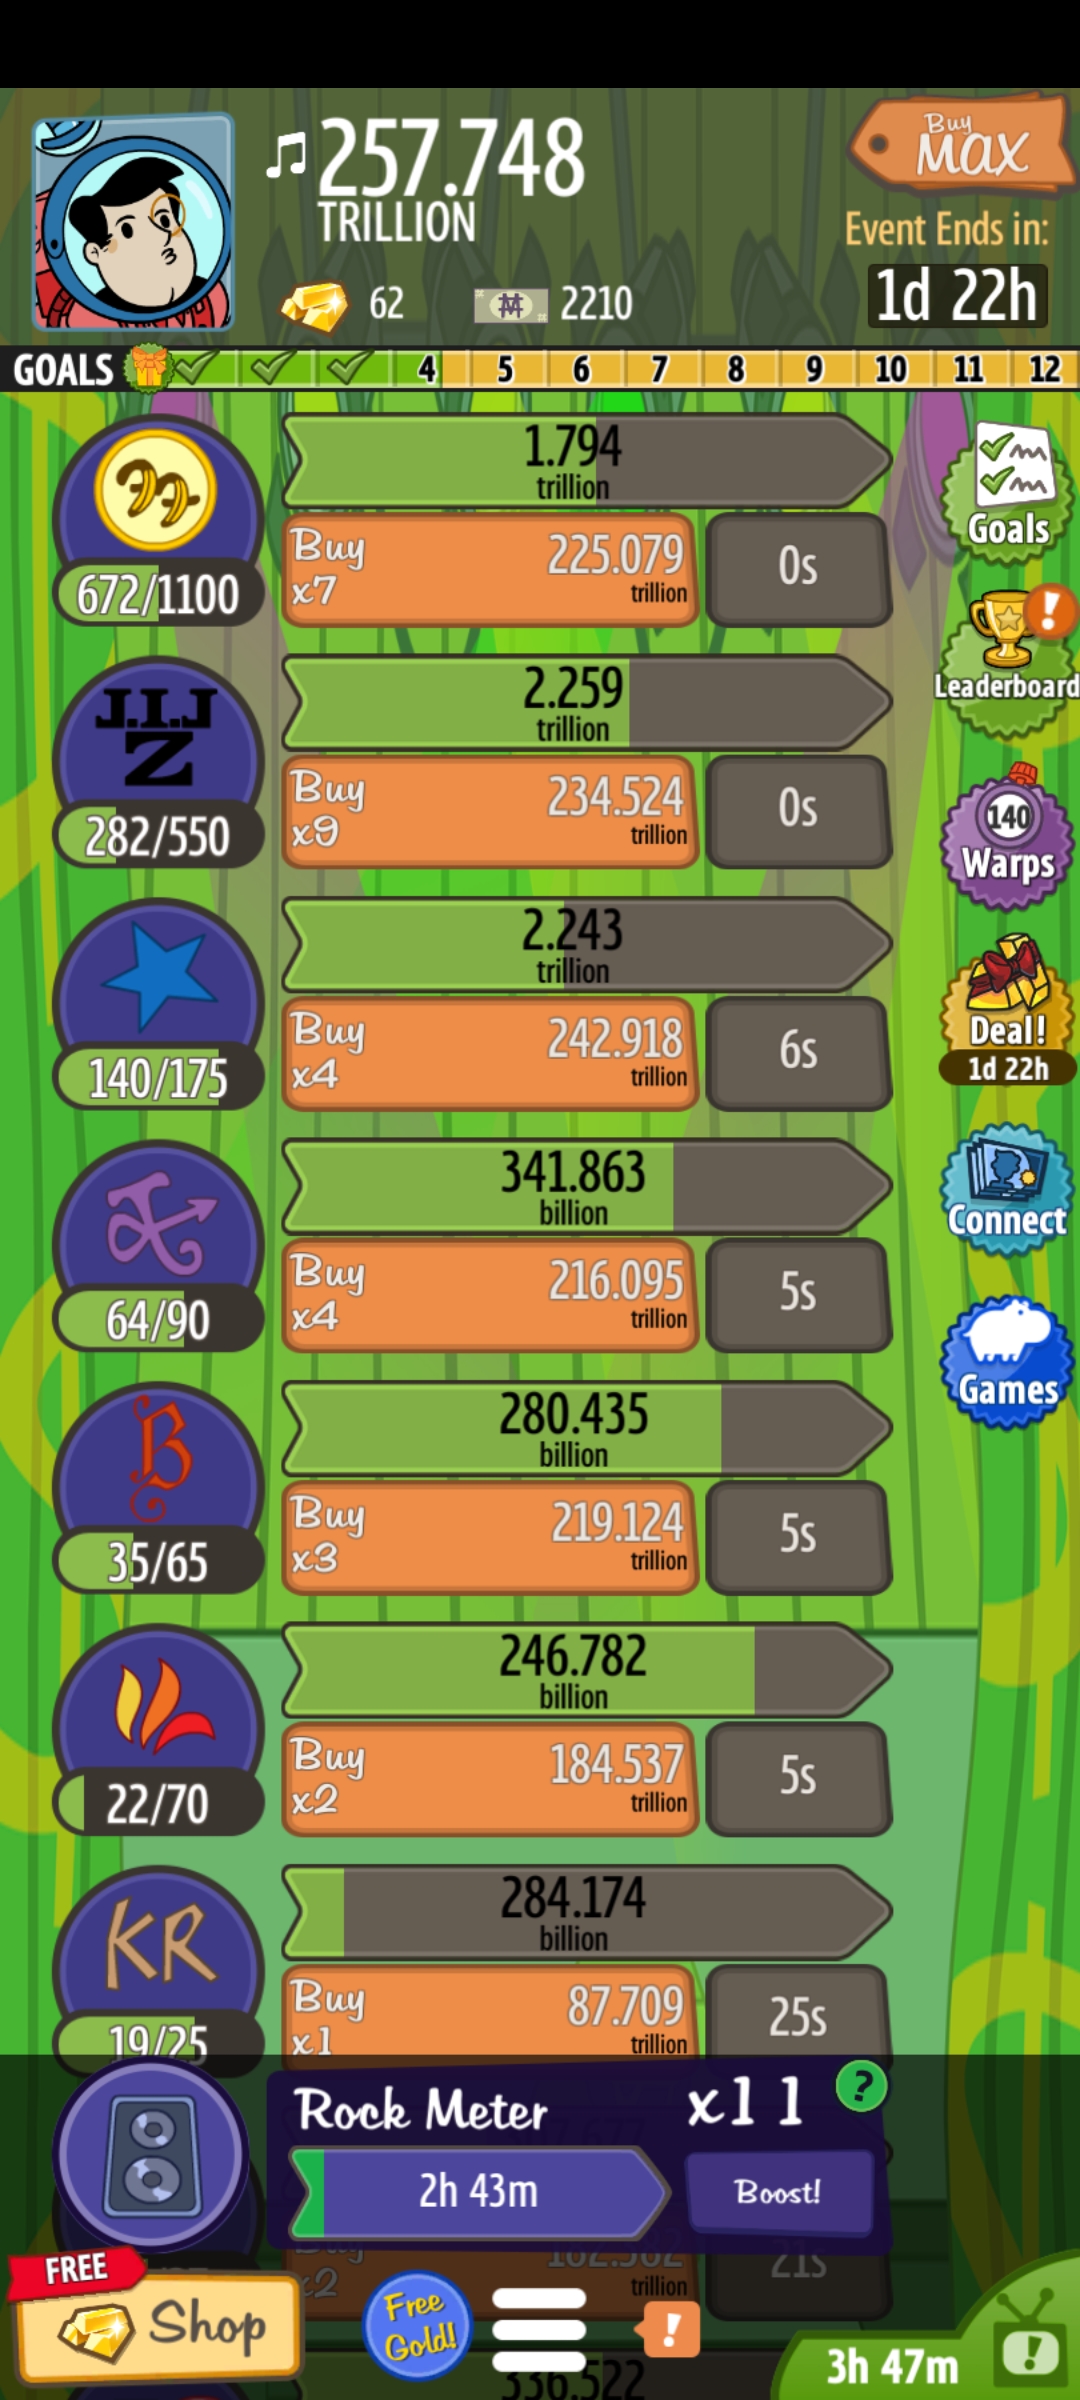 257.748
TRILLION
Buy
MAX
Event Ends in:
1d 22h
62
2210
GOALS
4 5 6 7 8 9 10 11 12
1.794
trillion
672/1100
Buy
x7
225.079
trillion
0s
Goals
J.I.J
Z
2.259
trillion
282/550
Buy
x9
234.524
trillion
0s
Leaderboard
140
Warps
2.243
trillion
140/175
Buy
x4
242.918
trillion
6s
Deal!
1d 22h
341.863
billion
64/90
Buy
x4
216.095
trillion
5s
Connect
B
280.435
billion
35/65
Buy
x3
219.124
trillion
5s
Games
246.782
billion
22/70
Buy
x2
184.537
trillion
5s
KR
284.174
billion
19/25
Buy
x1
87.709
trillion
25s
Rock Meter
x11
?
2h 43m
Boost!
Buy
x2
trillion
21s
FREE
Shop
Free
Gold!
!
336.522
3h 47m
!